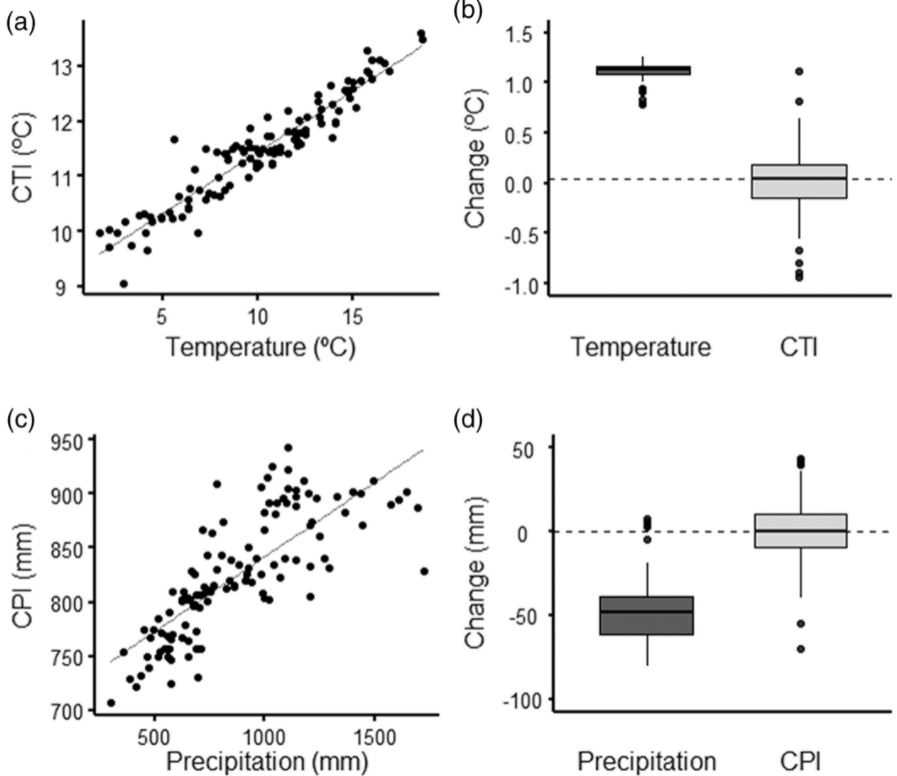 (a)
CTI (ºC)
13
12
11
10
9
5
10
15
Temperature (ºC)
(b)
Change (ºC)
1.5
1.0
0.5
0.0
-0.5
-1.0
Temperature
CTI
(c)
CPI (mm)
950
900
850
800
750
700
500
1000
1500
Precipitation (mm)
(d)
Change (mm)
50
0
-50
-100
Precipitation
CPI